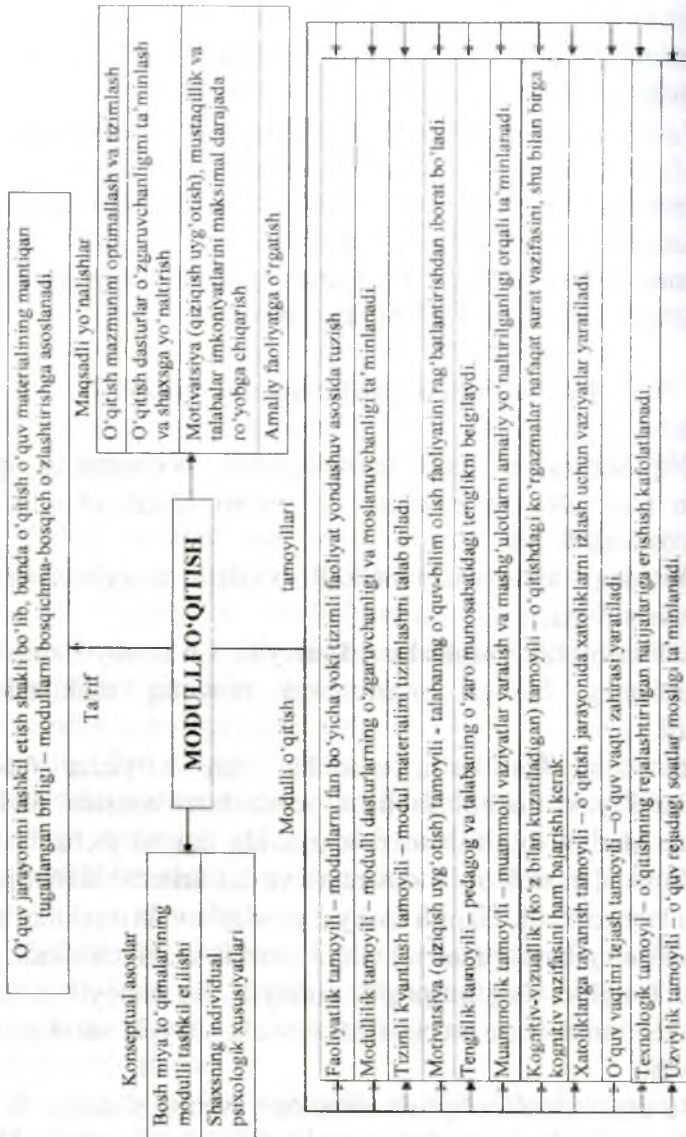 O'quv jarayonini tashkil etish shakli bo'lib, bunda o'qitish o'quv materialining mantiqan
tugallangan birligi – modullarni bosqichma-bosqich o'zlashtirishga asoslanadi.
Ta'rif
Maqsadli yo'nalishlar
O'qitish mazmunini optimallash va tizimlash
O'qitish dasturlar o'zgaruvchanligini ta'minlash
va shaxsga yo'naltirish
Motivatsiya (qiziqish uyg'otish), mustaqillik va
talabalar imkonyatlarini maksimal darajada
ro'yobga chiqarish
Amaliy faoliyatga o'rgatish
MODULLI O'QITISH
Konseptual asoslar
Bosh miya to'qimalarining
modulli tashkil etilishi
Shaxsning individual
psixologik xususiyatlar
Modulli o'qitish tamoyillari
Faoliyatlik tamoyili – modullarni fan bo'yicha yoki tizimli faoliyat yondashuv asosida tuzish
Modullilik tamoyili – modulli dasturlarning o'zgaruvchanligi va moslanuvchanligi ta'minlanadi.
Tizimli kvantlash tamoyili – modul materialini tizimlashni talab qiladi.
Motivatsiya (qiziqish uyg'otish) tamoyili - talabaning o'quv-bilim olish faoliyatini rag'batlantirishdan iborat bo'ladi.
Tenglilik tamoyili – pedagog va talabaning o'zaro munosabatidagi tenglikni belgilaydi.
Muammolik tamoyili – muammoli vaziyatlar yaratish va mashg'ulotlarni amaliy yo'naltirilganligi orqali ta'minlanadi.
Kognitiv-vizuallik (ko'z bilan kuzatiladigan) tamoyili – o'qitishdagi ko'rgazmalar nafaqat surat vazifasini, shu bilan birga
kognitiv vazifasini ham bajarishi kerak.
Xatoliklarga tayanish tamoyili – o'qitish jarayonida xatoliklarni izlash uchun vaziyatlar yaratiladi.
O'quv vaqtini tejash tamoyili –o'quv vaqti zahrasi yaratiladi
Texnologik tamoyil – o'qitishning rejalashtirilgan natijalariga erishish kafolatlanadi.
Uzviylik tamoyili – o'quv rejadagi soatlar mosligi ta'minlanadi.